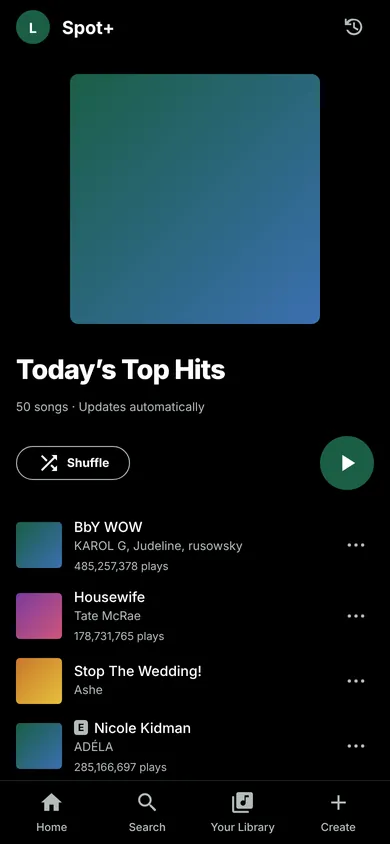 L
Spot+
Today's Top Hits
50 songs · Updates automatically
Shuffle
BbY WOW
KAROL G, Judeline, rusowsky
485,257,378 plays
Housewife
Tate McRae
178,731,765 plays
Stop The Wedding!
Ashe
E Nicole Kidman
ADÉLA
285,166,697 plays
Home
Search
Your Library
Create